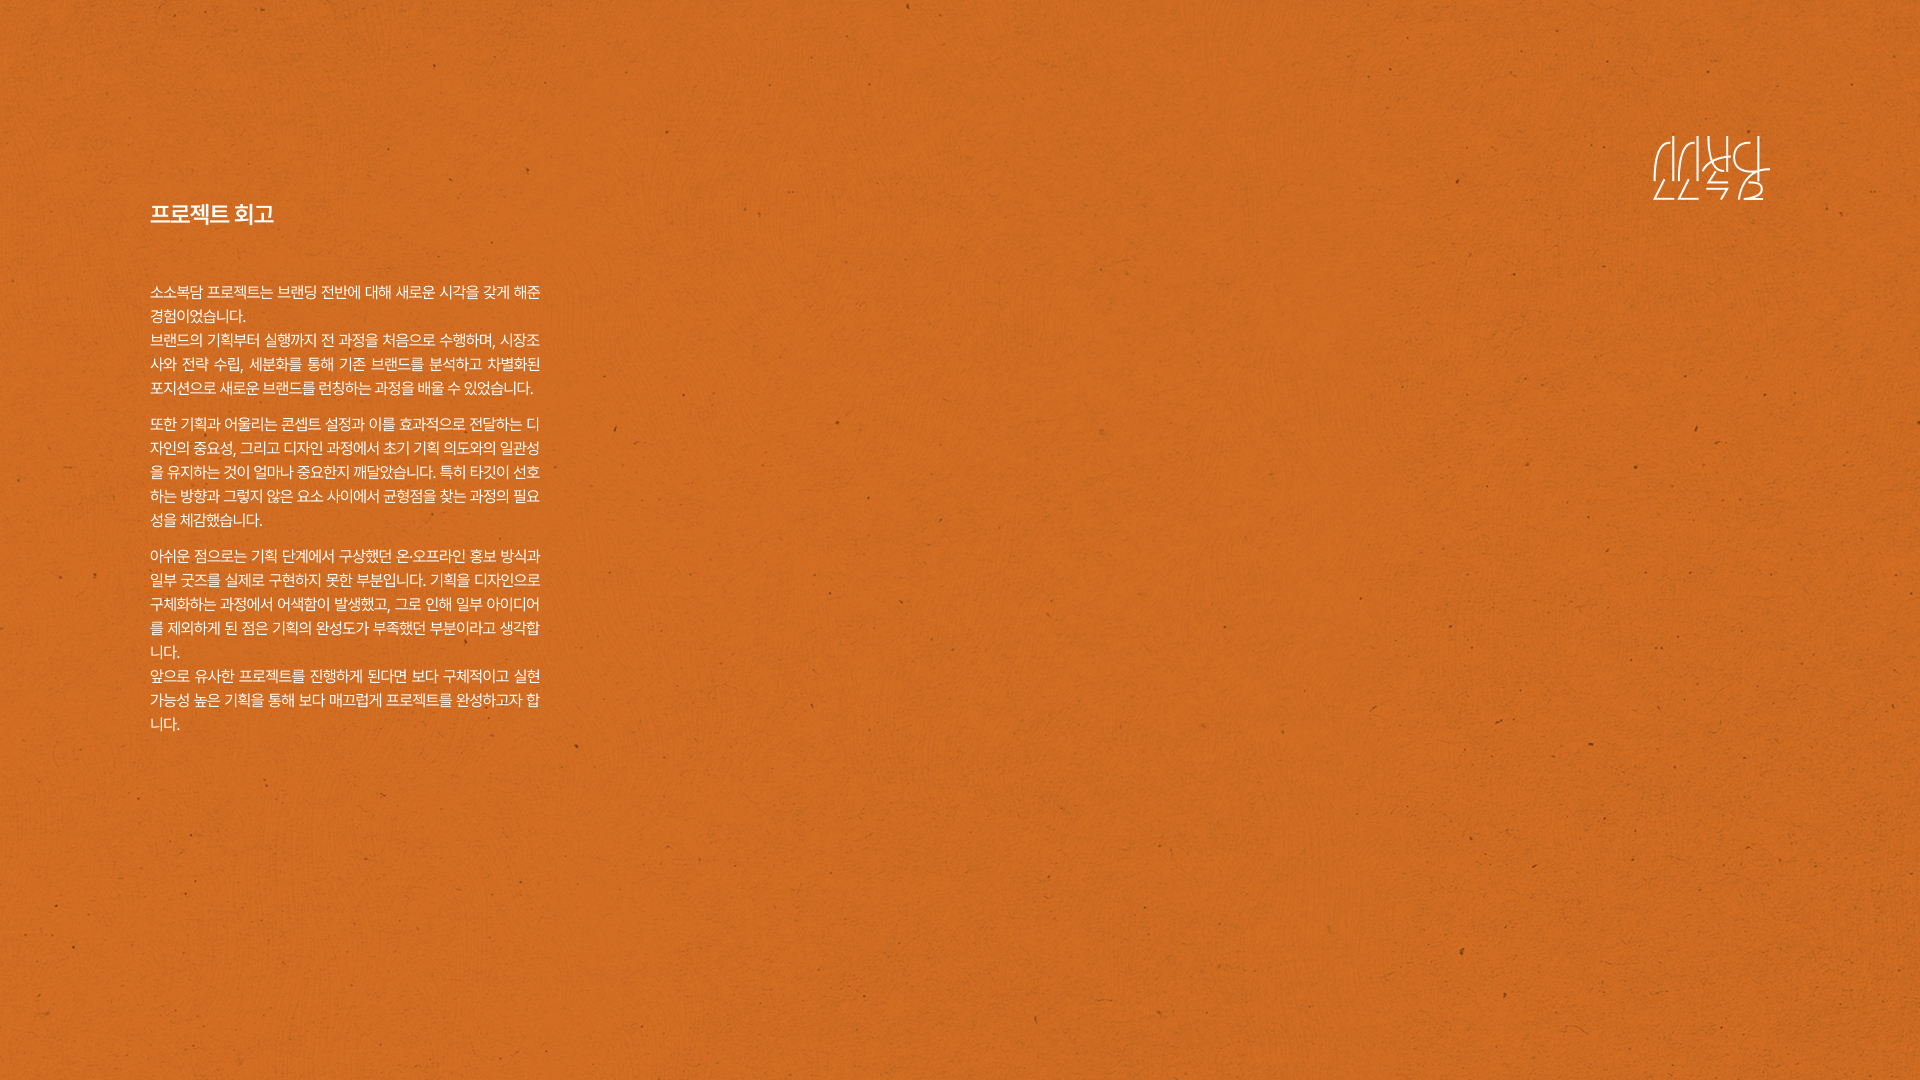 프로젝트 회고
소소복담 프로젝트는 브랜딩 전반에 대해 새로운 시각을 갖게 해준
경험이었습니다.
브랜드의 기획부터 실행까지 전 과정을 처음으로 수행하며, 시장조
사와 전략 수립, 세분화를 통해 기존 브랜드를 분석하고 차별화된
포지션으로 새로운 브랜드를 런칭하는 과정을 배울 수 있었습니다.
또한 기획과 어울리는 콘셉트 설정과 이를 효과적으로 전달하는 디
자인의 중요성, 그리고 디자인 과정에서 초기 기획 의도와의 일관성
을 유지하는 것이 얼마나 중요한지 깨달았습니다. 특히 타깃이 선호
하는 방향과 그렇지 않은 요소 사이에서 균형점을 찾는 과정의 필요
성을 체감했습니다.
아쉬운 점으로는 기획 단계에서 구상했던 온·오프라인 홍보 방식과
일부 굿즈를 실제로 구현하지 못한 부분입니다. 기획을 디자인으로
구체화하는 과정에서 어색함이 발생했고, 그로 인해 일부 아이디어
를 제외하게 된 점은 기획의 완성도가 부족했던 부분이라고 생각합
니다.
앞으로 유사한 프로젝트를 진행하게 된다면 보다 구체적이고 실현
가능성 높은 기획을 통해 보다 매끄럽게 프로젝트를 완성하고자 합
니다.